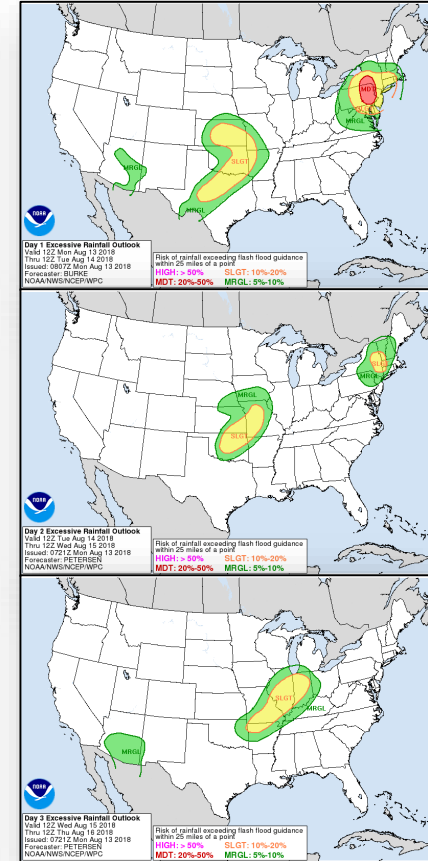 MDT
SLGT
MRGL
MRGL
SLGT
MRGL
NOAA
Day 1 Excessive Rainfall Outlook
Valid 12Z Mon Aug 13 2018
Thru 12Z Tue Aug 14 2018
Issued: 0807Z Mon Aug 13 2018
Forecaster: BURKE
NOAA/NWS/NCEP/WPC
Risk of rainfall exceeding flash flood guidance
within 25 miles of a point
HIGH: > 50% SLGT: 10%-20%
MDT: 20%-50% MRGL: 5%-10%
SLGT
MRGL
MRGL
SLGT
NOAA
Day 2 Excessive Rainfall Outlook
Valid 12Z Tue Aug 14 2018
Thru 12Z Wed Aug 15 2018
Issued: 0721Z Mon Aug 13 2018
Forecaster: PETERSEN
NOAA/NWS/NCEP/WPC
Risk of rainfall exceeding flash flood guidance
within 25 miles of a point
HIGH: > 50% SLGT: 10%-20%
MDT: 20%-50% MRGL: 5%-10%
SLGT
MRGL
MRGL
NOAA
Day 3 Excessive Rainfall Outlook
Valid 12Z Wed Aug 15 2018
Thru 12Z Thu Aug 16 2018
Issued: 0721Z Mon Aug 13 2018
Forecaster: PETERSEN
NOAA/NWS/NCEP/WPC
Risk of rainfall exceeding flash flood guidance
within 25 miles of a point
HIGH: > 50% SLGT: 10%-20%
MDT: 20%-50% MRGL: 5%-10%